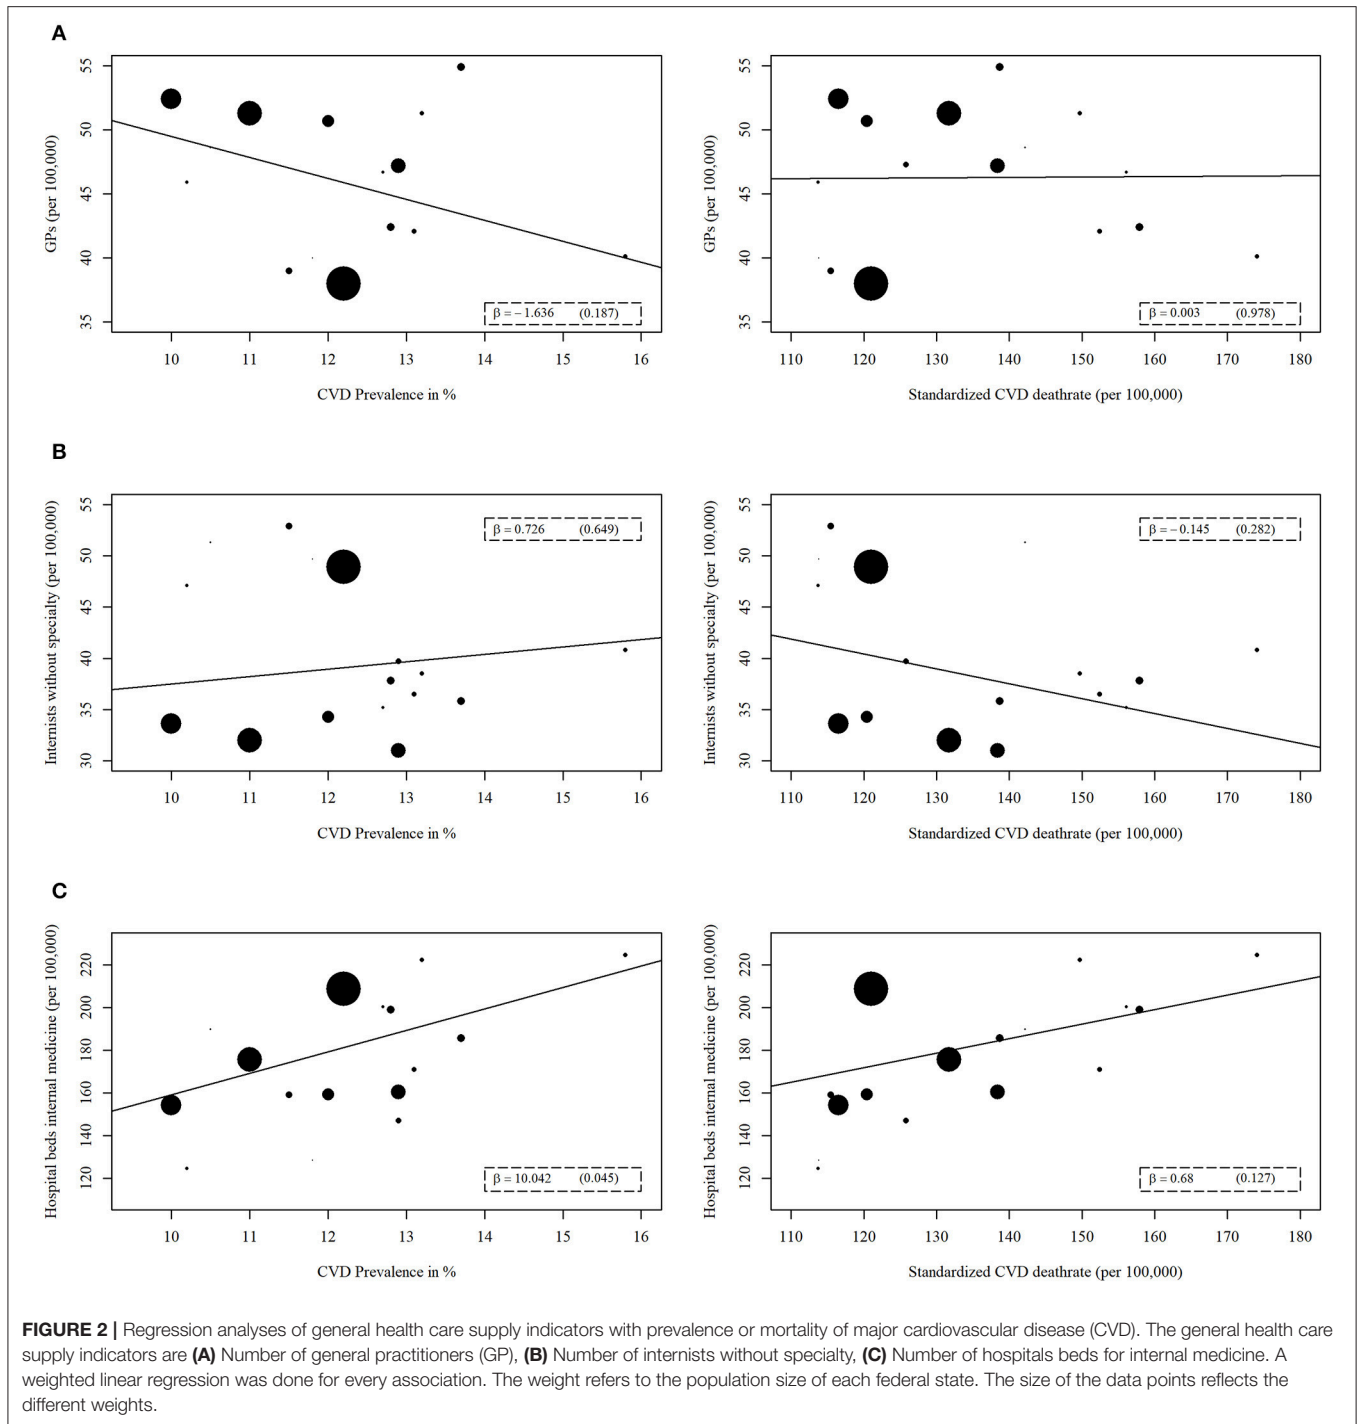 A
GPs (per 100,000)
55
50
45
40
35
β = – 1.636 (0.187)
10 11 12 13 14 15 16
CVD Prevalence in %
GPs (per 100,000)
55
50
45
40
35
β = 0.003 (0.978)
110 120 130 140 150 160 170 180
Standardized CVD deathrate (per 100,000)
B
Internists without specialty (per 100,000)
55
50
45
40
35
30
β = 0.726 (0.649)
10 11 12 13 14 15 16
CVD Prevalence in %
Internists without specialty (per 100,000)
55
50
45
40
35
30
β = – 0.145 (0.282)
110 120 130 140 150 160 170 180
Standardized CVD deathrate (per 100,000)
C
Hospital beds internal medicine (per 100,000)
220
200
180
160
140
120
β = 10.042 (0.045)
10 11 12 13 14 15 16
CVD Prevalence in %
Hospital beds internal medicine (per 100,000)
220
200
180
160
140
120
β = 0.68 (0.127)
110 120 130 140 150 160 170 180
Standardized CVD deathrate (per 100,000)
FIGURE 2 | Regression analyses of general health care supply indicators with prevalence or mortality of major cardiovascular disease (CVD). The general health care
supply indicators are (A) Number of general practitioners (GP), (B) Number of internists without specialty, (C) Number of hospitals beds for internal medicine. A
weighted linear regression was done for every association. The weight refers to the population size of each federal state. The size of the data points reflects the
different weights.